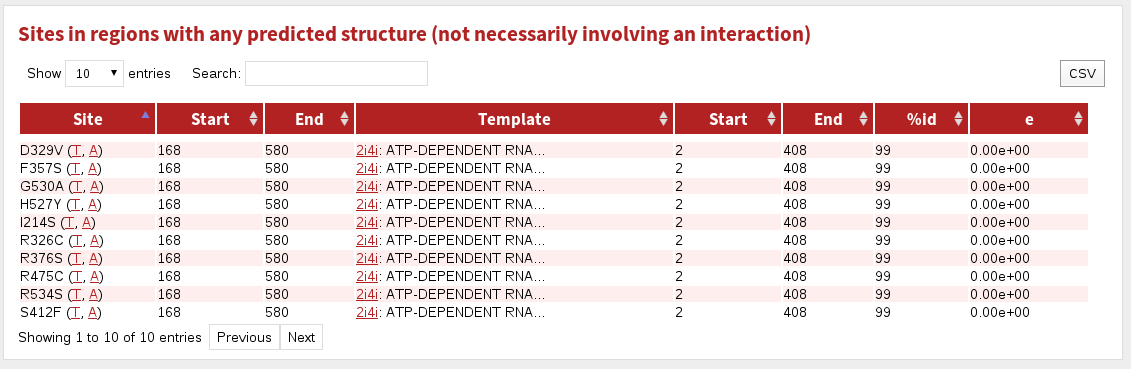 Sites in regions with any predicted structure (not necessarily involving an interaction)
Show 10 entries Search: CSV
Site Start End Template Start End %id e
D329V (T, A) 168 580 2i4i: ATP-DEPENDENT RNA... 2 408 99 0.00e+00
F357S (T, A) 168 580 2i4i: ATP-DEPENDENT RNA... 2 408 99 0.00e+00
G530A (T, A) 168 580 2i4i: ATP-DEPENDENT RNA... 2 408 99 0.00e+00
H527Y (T, A) 168 580 2i4i: ATP-DEPENDENT RNA... 2 408 99 0.00e+00
I214S (T, A) 168 580 2i4i: ATP-DEPENDENT RNA... 2 408 99 0.00e+00
R326C (T, A) 168 580 2i4i: ATP-DEPENDENT RNA... 2 408 99 0.00e+00
R376S (T, A) 168 580 2i4i: ATP-DEPENDENT RNA... 2 408 99 0.00e+00
R475C (T, A) 168 580 2i4i: ATP-DEPENDENT RNA... 2 408 99 0.00e+00
R534S (T, A) 168 580 2i4i: ATP-DEPENDENT RNA... 2 408 99 0.00e+00
S412F (T, A) 168 580 2i4i: ATP-DEPENDENT RNA... 2 408 99 0.00e+00
Showing 1 to 10 of 10 entries Previous Next